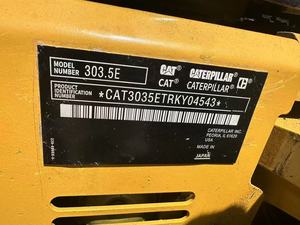 MODEL NUMBER 303.5E
CAT CATERPILLAR
CAT CATERPILLAR
PRODUCT IDENTIFICATION NUMBER
*CAT3035ETRKY04543*
CATERPILLAR INC.
PEORIA, IL 61629
MADE IN
JAPAN